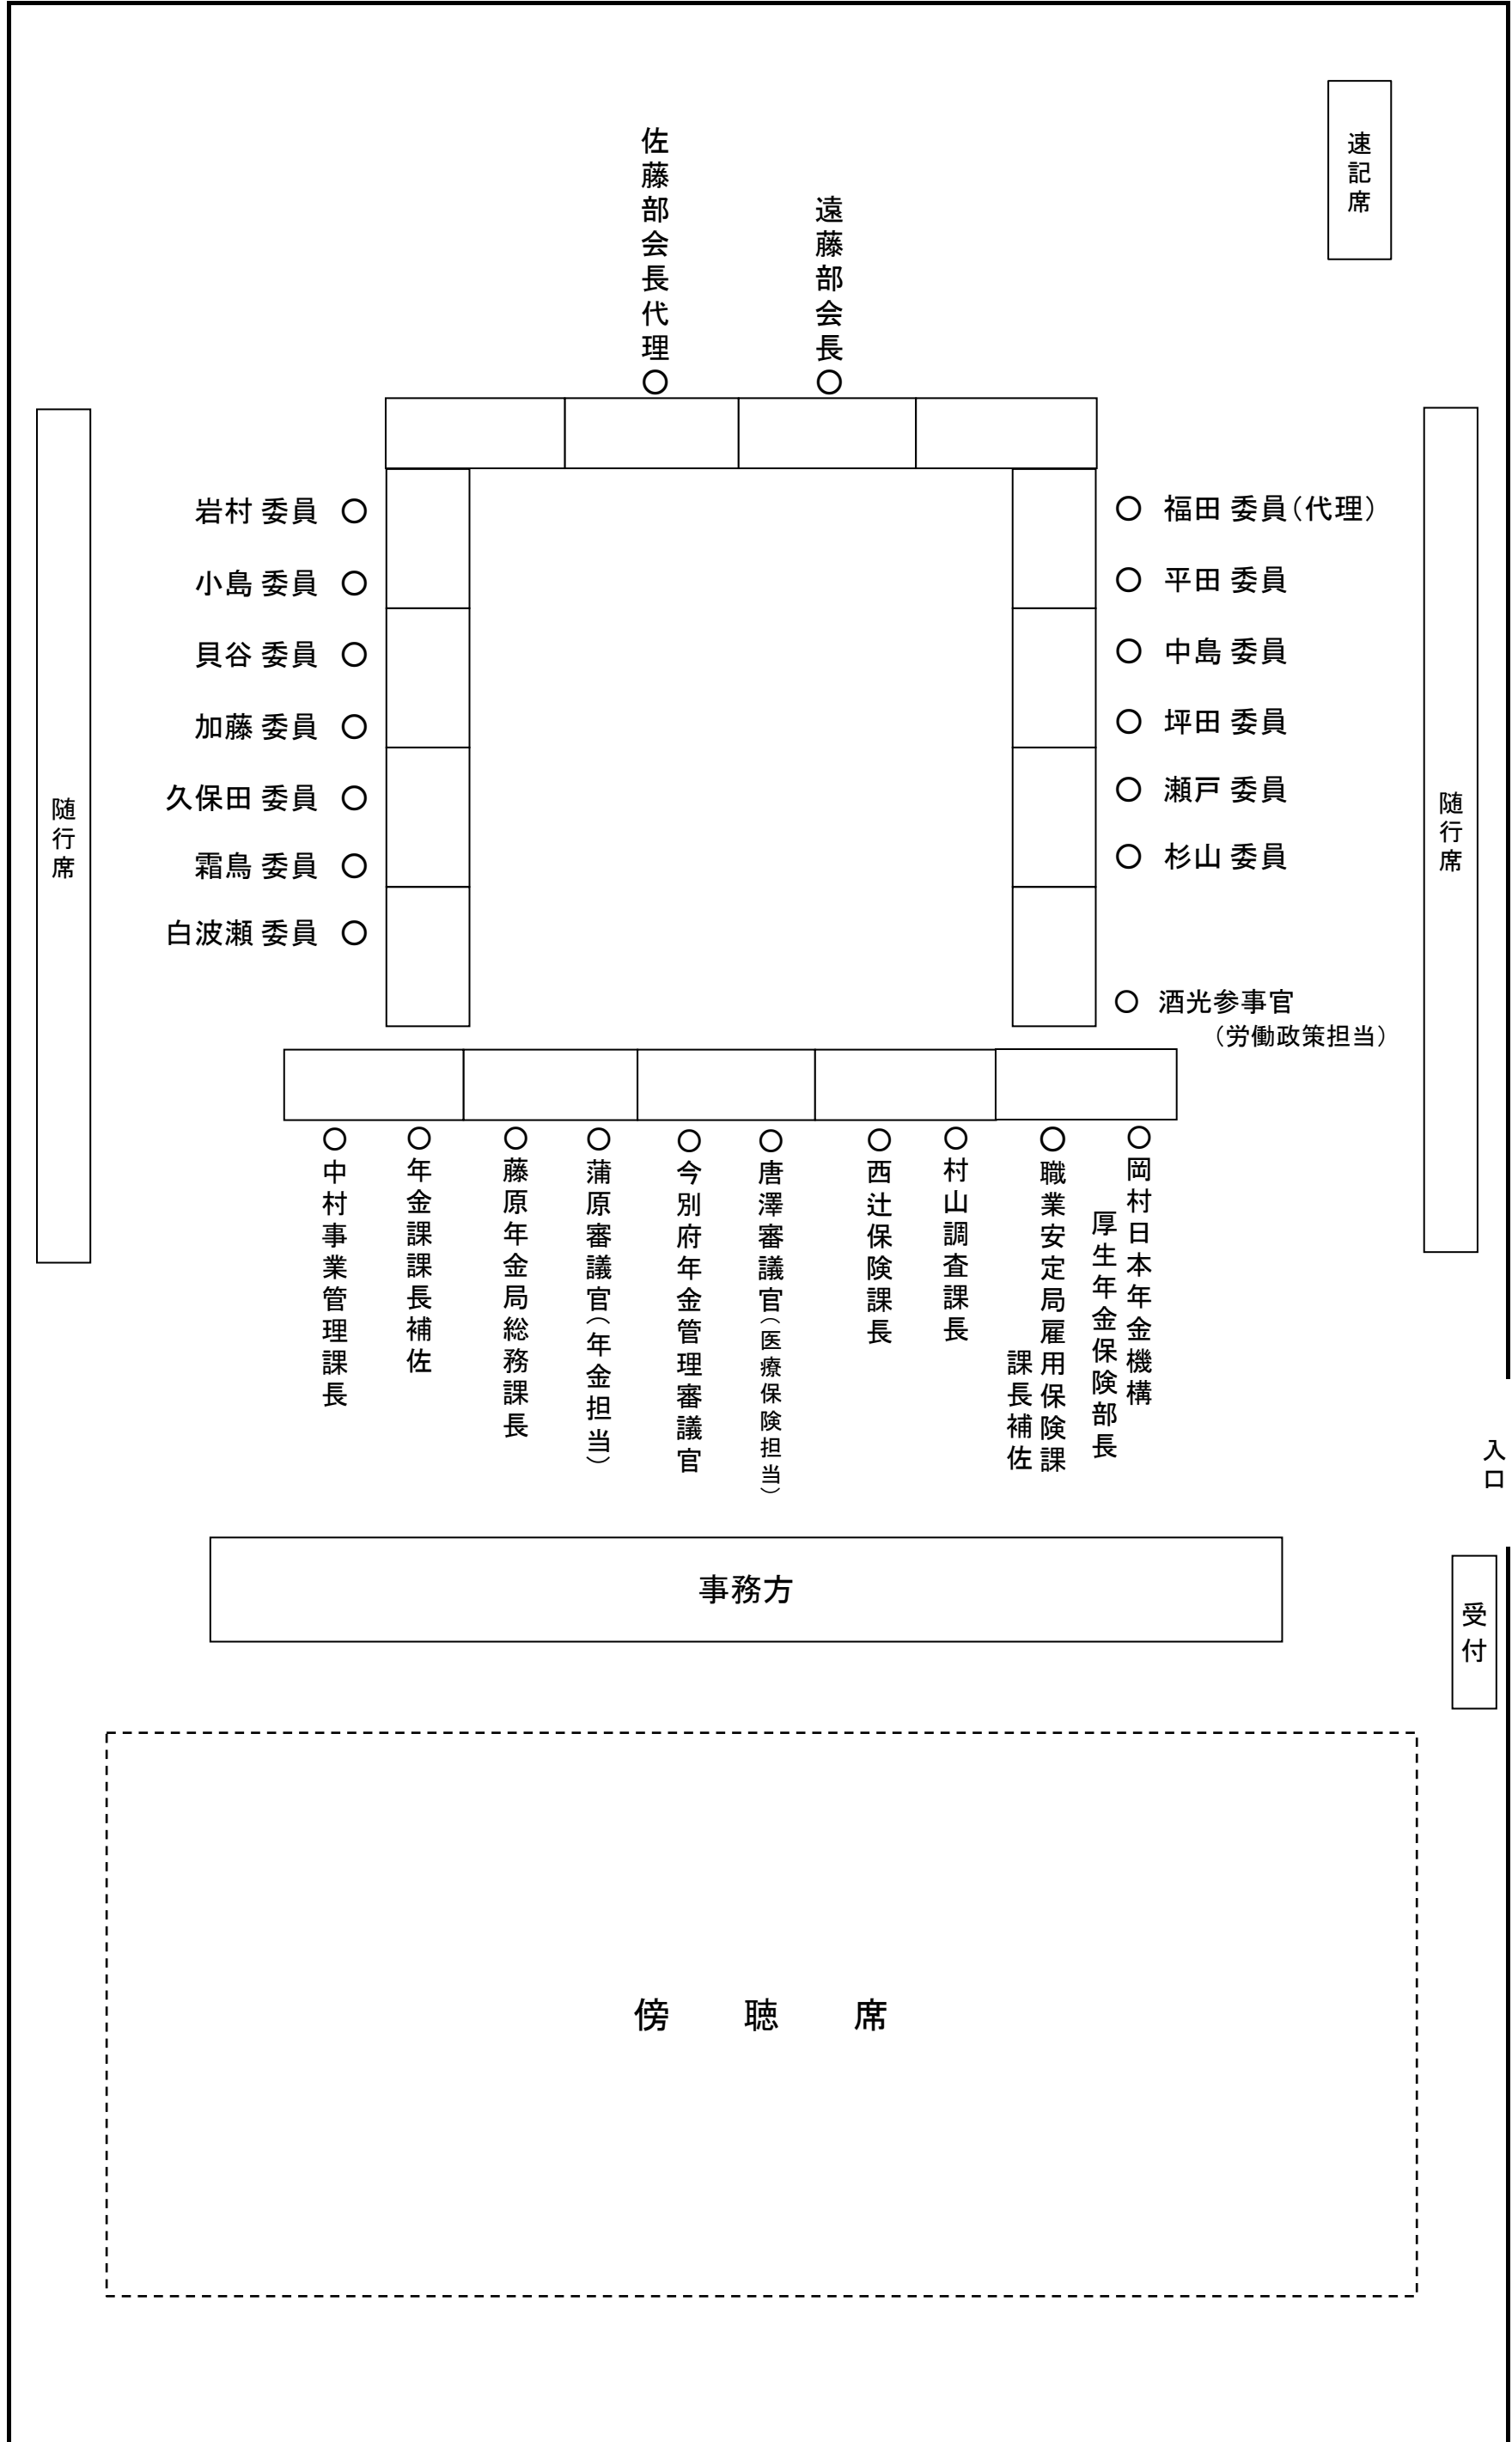 速記席
佐藤部会長代理○
遠藤部会長○
岩村 委員 ○
小島 委員 ○
貝谷 委員 ○
加藤 委員 ○
久保田 委員 ○
霜鳥 委員 ○
白波瀬 委員 ○
○ 福田 委員（代理）
○ 平田 委員
○ 中島 委員
○ 坪田 委員
○ 瀬戸 委員
○ 杉山 委員
○ 酒光参事官
（労働政策担当）
随行席
随行席
○中村事業管理課長
○年金課課長補佐
○藤原年金局総務課長
○蒲原審議官（年金担当）
○今別府年金管理審議官
○唐澤審議官（医療保険担当）
○西辻保険課長
○村山調査課長
○職業安定局雇用保険課
課長補佐
○岡村日本年金機構
厚生年金保険部長
入口
事務方
受付
傍　聴　席